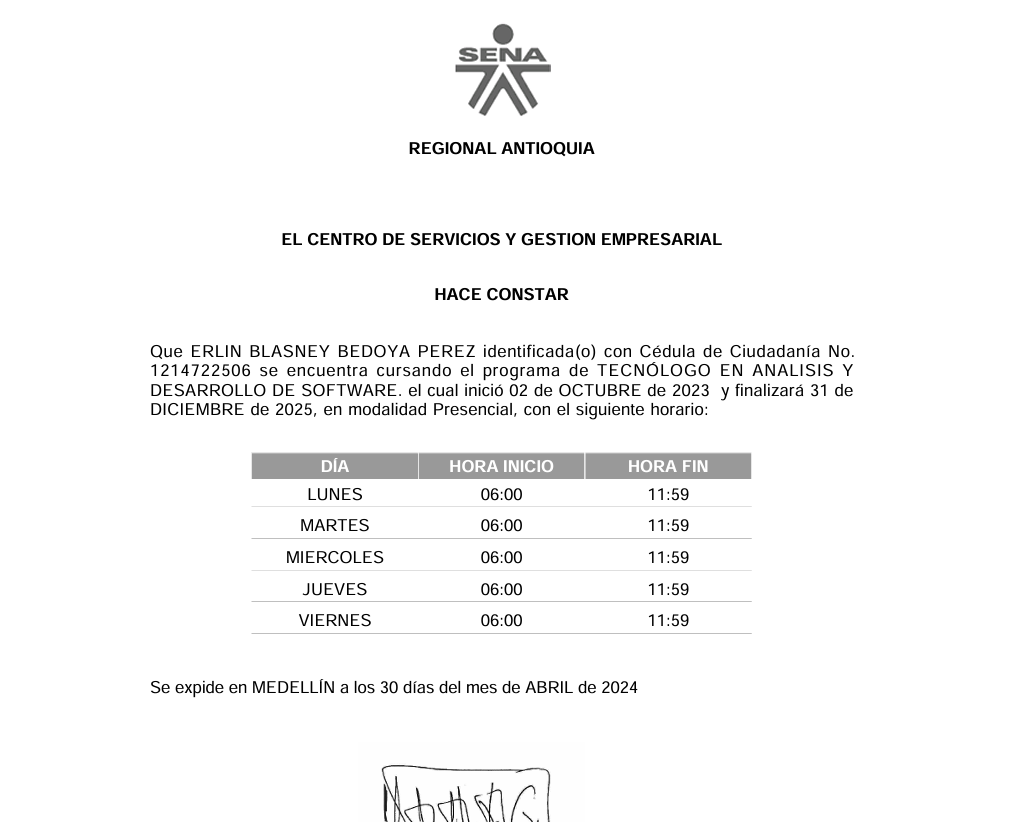 SENA
REGIONAL ANTIOQUIA
EL CENTRO DE SERVICIOS Y GESTION EMPRESARIAL
HACE CONSTAR
Que ERLIN BLASNEY BEDOYA PEREZ identificada(o) con Cédula de Ciudadanía No.
1214722506 se encuentra cursando el programa de TECNÓLOGO EN ANALISIS Y
DESARROLLO DE SOFTWARE. el cual inició 02 de OCTUBRE de 2023 y finalizará 31 de
DICIEMBRE de 2025, en modalidad Presencial, con el siguiente horario:
DÍA HORA INICIO HORA FIN
LUNES 06:00 11:59
MARTES 06:00 11:59
MIERCOLES 06:00 11:59
JUEVES 06:00 11:59
VIERNES 06:00 11:59
Se expide en MEDELLÍN a los 30 días del mes de ABRIL de 2024